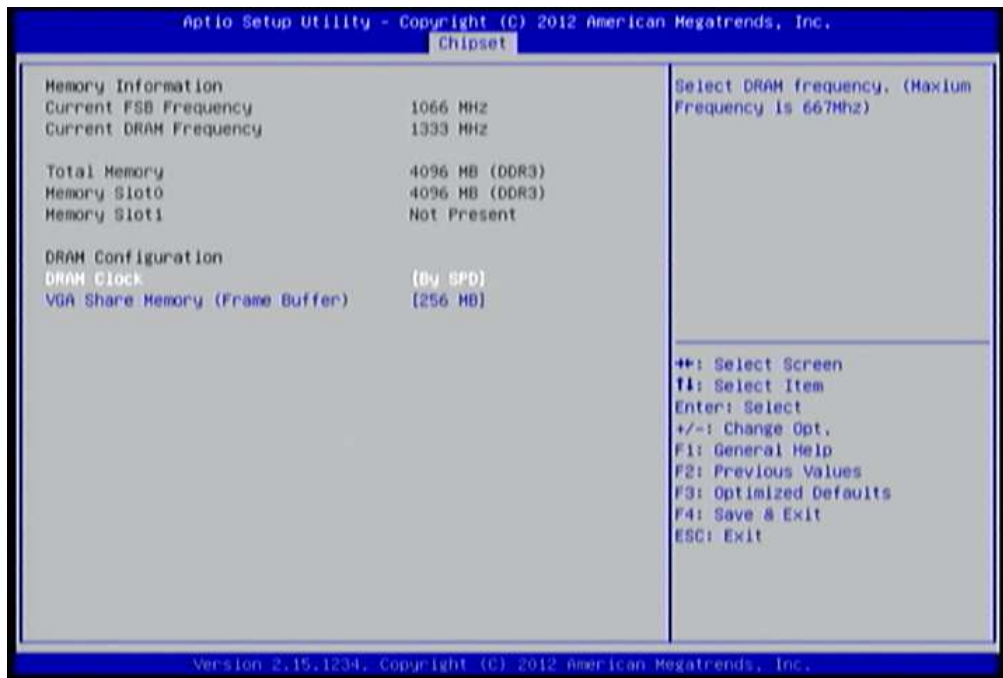 Aptio Setup Utility - Copyright (C) 2012 American Megatrends, Inc.
Chipset
Memory Information
Current FSB Frequency 1066 MHz
Current DRAM Frequency 1333 MHz
Total Memory 4096 MB (DDR3)
Memory Slot0 4096 MB (DDR3)
Memory Slot1 Not Present
DRAM Configuration
DRAM Clock [By SPD]
VGA Share Memory (Frame Buffer) [256 MB]
Select DRAM frequency. (Maxium
Frequency is 667Mhz)
→←: Select Screen
↑↓: Select Item
Enter: Select
+/-: Change Opt.
F1: General Help
F2: Previous Values
F3: Optimized Defaults
F4: Save & Exit
ESC: Exit
Version 2.15.1234. Copyright (C) 2012 American Megatrends, Inc.